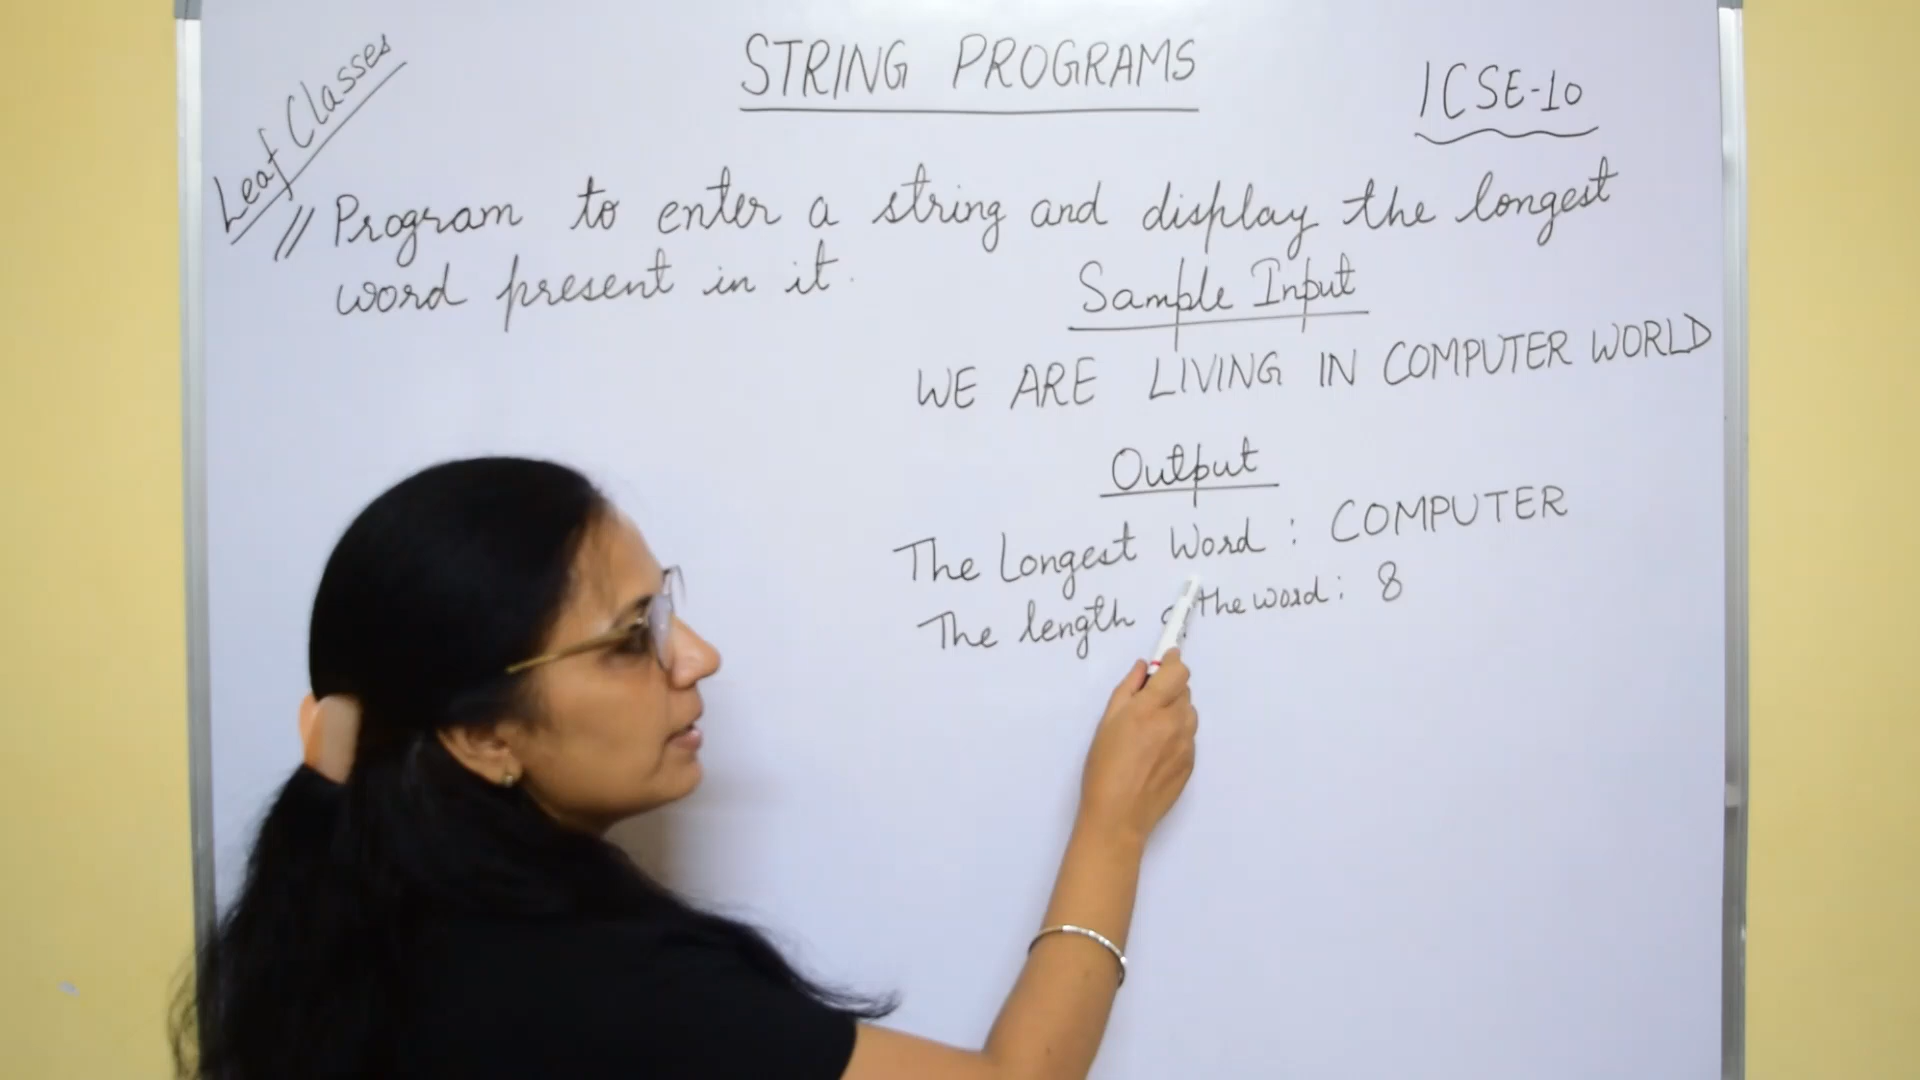 Leaf Classes
STRING PROGRAMS
ICSE-10
// Program to enter a string and display the longest
word present in it.
Sample Input
WE ARE LIVING IN COMPUTER WORLD
Output
The Longest Word : COMPUTER
The length the word : 8